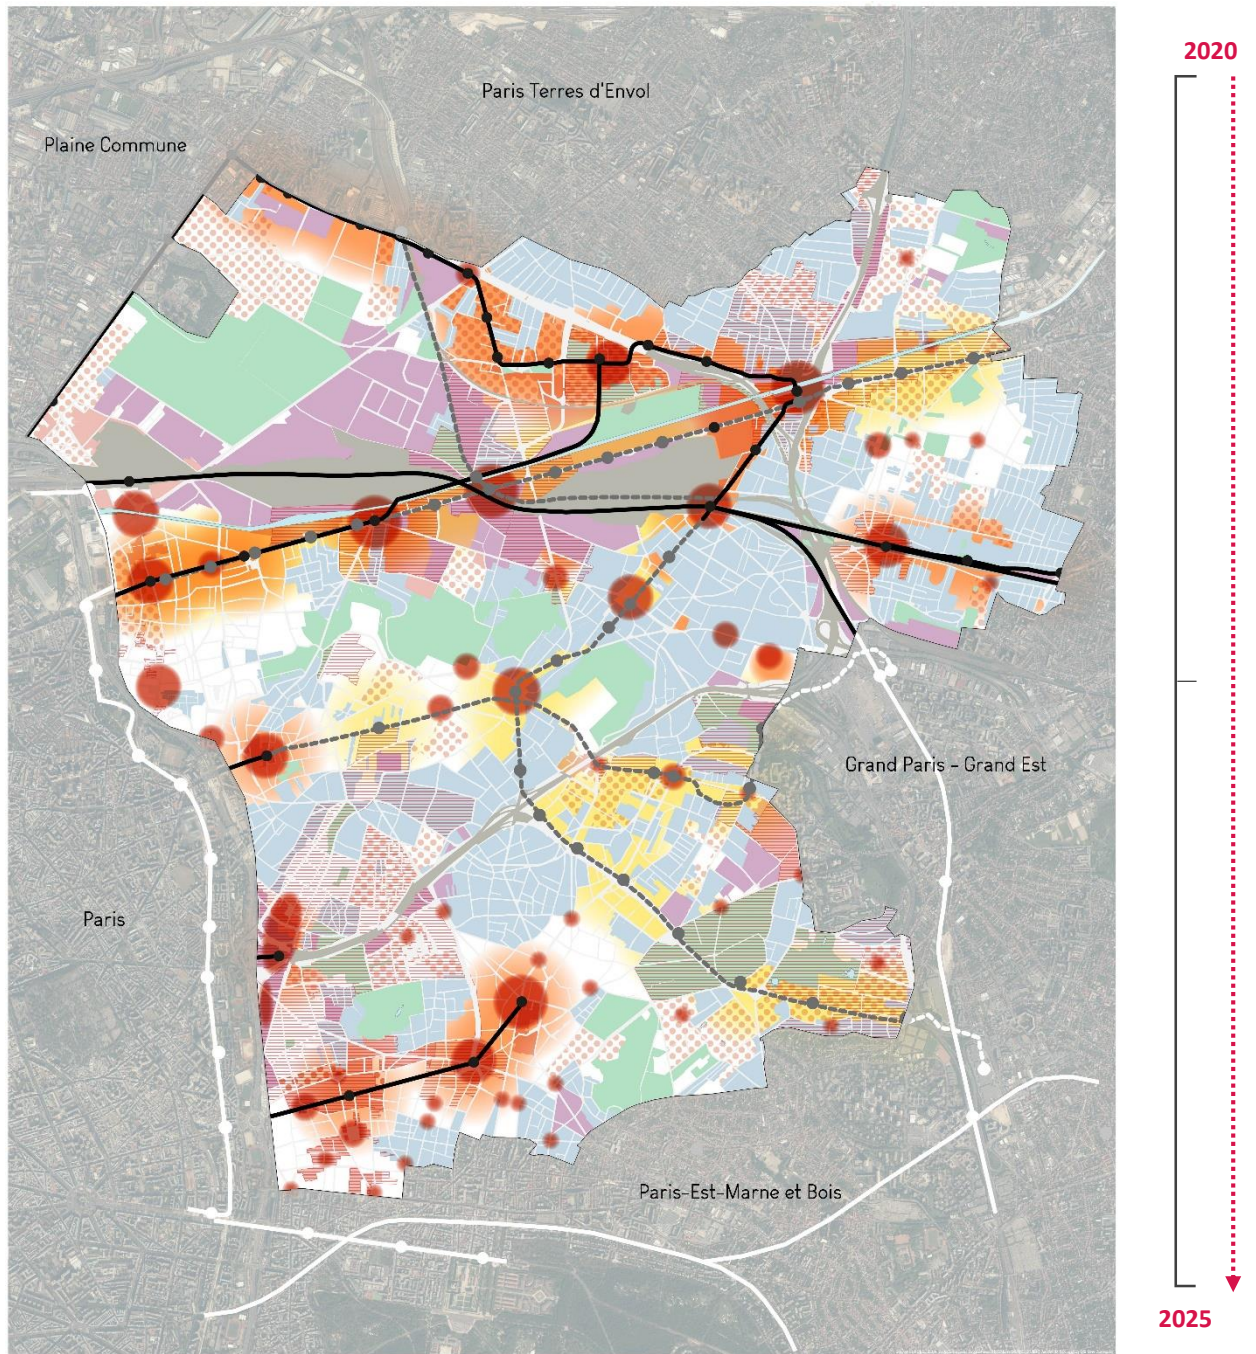 2020
Paris Terres d'Envol
Plaine Commune
Grand Paris - Grand Est
Paris
Paris-Est-Marne et Bois
2025